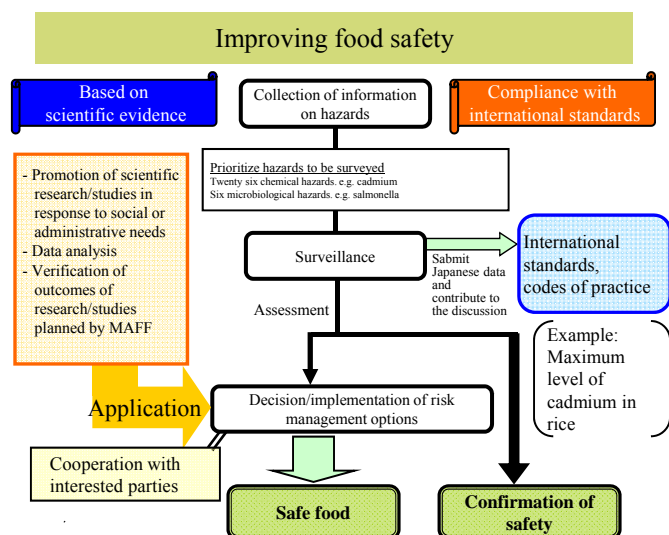 Improving food safety
Based on
scientific evidence
Collection of information
on hazards
Compliance with
international standards
- Promotion of scientific
research/studies in
response to social or
administrative needs
- Data analysis
- Verification of
outcomes of
research/studies
planned by MAFF
Prioritize hazards to be surveyed
Twenty six chemical hazards. e.g. cadmium
Six microbiological hazards. e.g. salmonella
Surveillance
Sabmit
Japanese data
and
contribute to
the discussion
International
standards,
codes of practice
Assessment
Example:
Maximum
level of
cadmium in
rice
Application
Decision/implementation of risk
management options
Cooperation with
interested parties
Safe food
Confirmation of
safety